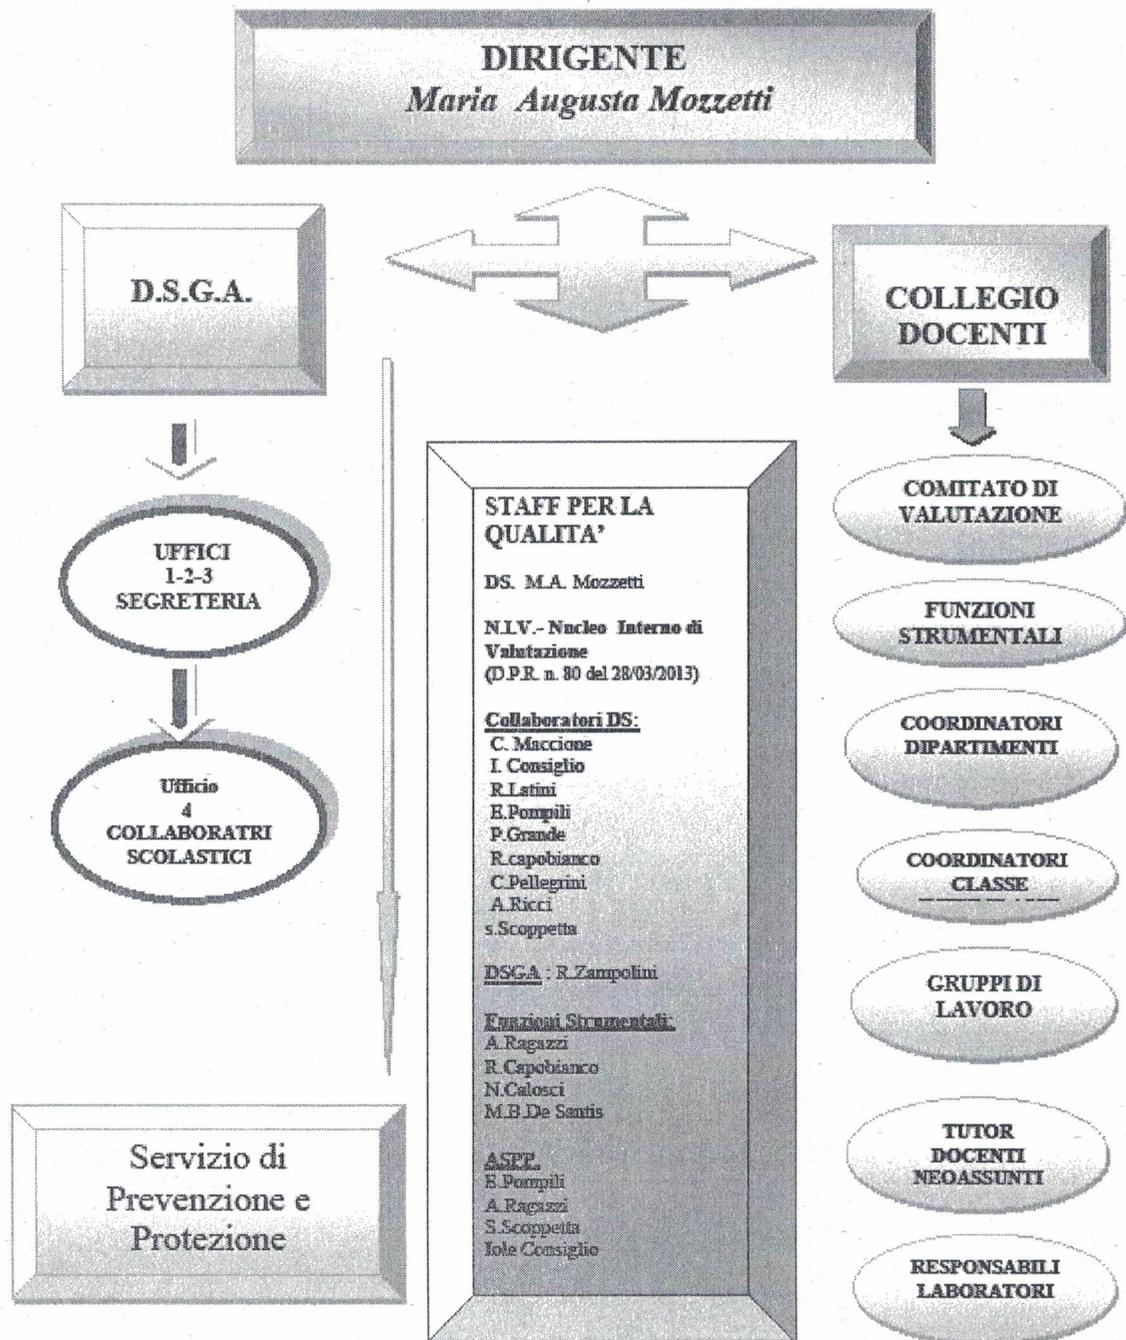 DIRIGENTE
Maria Augusta Mozzetti
D.S.G.A.
COLLEGIO
DOCENTI
UFFICI
1-2-3
SEGRETERIA
Ufficio
4
COLLABORATRI
SCOLASTICI
Servizio di
Prevenzione e
Protezione
STAFF PER LA
QUALITA'
DS. M.A. Mozzetti
N.I.V.- Nucleo Interno di
Valutazione
(D.P.R. n. 80 del 28/03/2013)
Collaboratori DS:
C. Maccione
I. Consiglio
R.Latini
E.Pompili
P.Grande
R.capobianco
C.Pellegrini
A.Ricci
s.Scoppetta
DSGA : R.Zampolini
Funzioni Strumentali:
A.Ragazzi
R.Capobianco
N.Calosci
M.B.De Santis
ASPP.
E.Pompili
A.Ragazzi
S.Scoppetta
Iole Consiglio
COMITATO DI
VALUTAZIONE
FUNZIONI
STRUMENTALI
COORDINATORI
DIPARTIMENTI
COORDINATORI
CLASSE
GRUPPI DI
LAVORO
TUTOR
DOCENTI
NEOASSUNTI
RESPONSABILI
LABORATORI